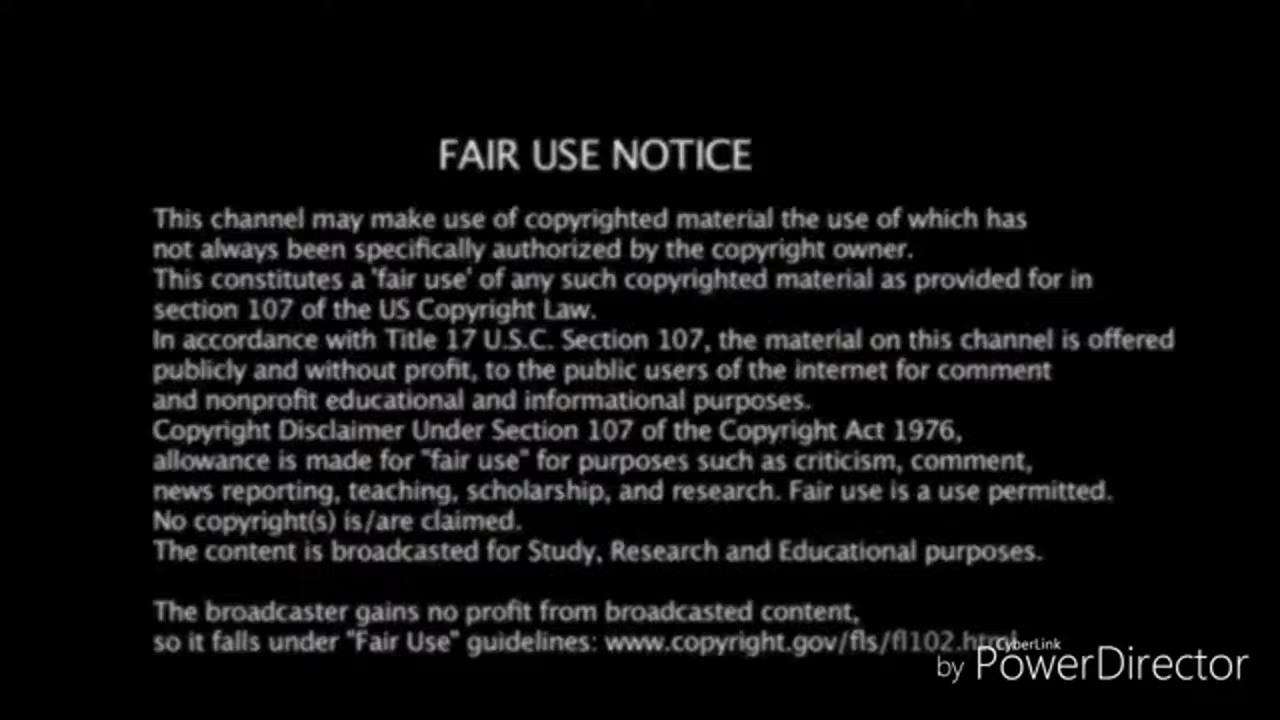 FAIR USE NOTICE
This channel may make use of copyrighted material the use of which has
not always been specifically authorized by the copyright owner.
This constitutes a 'fair use' of any such copyrighted material as provided for in
section 107 of the US Copyright Law.
In accordance with Title 17 U.S.C. Section 107, the material on this channel is offered
publicly and without profit, to the public users of the internet for comment
and nonprofit educational and informational purposes.
Copyright Disclaimer Under Section 107 of the Copyright Act 1976,
allowance is made for "fair use" for purposes such as criticism, comment,
news reporting, teaching, scholarship, and research. Fair use is a use permitted.
No copyright(s) is/are claimed.
The content is broadcasted for Study, Research and Educational purposes.
The broadcaster gains no profit from broadcasted content,
so it falls under "Fair Use" guidelines: www.copyright.gov/fls/fl102.html
CyberLink
by PowerDirector